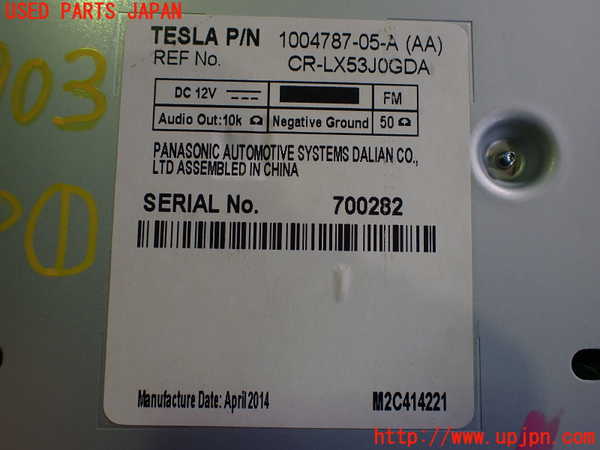 USED PARTS JAPAN
903
TESLA P/N 1004787-05-A (AA)
REF No. CR-LX53J0GDA
DC 12V FM
Audio Out:10k Ω Negative Ground 50 Ω
PANASONIC AUTOMOTIVE SYSTEMS DALIAN CO.,
LTD ASSEMBLED IN CHINA
SERIAL No. 700282
Manufacture Date: April 2014 M2C414221
http://www.upjpn.com/